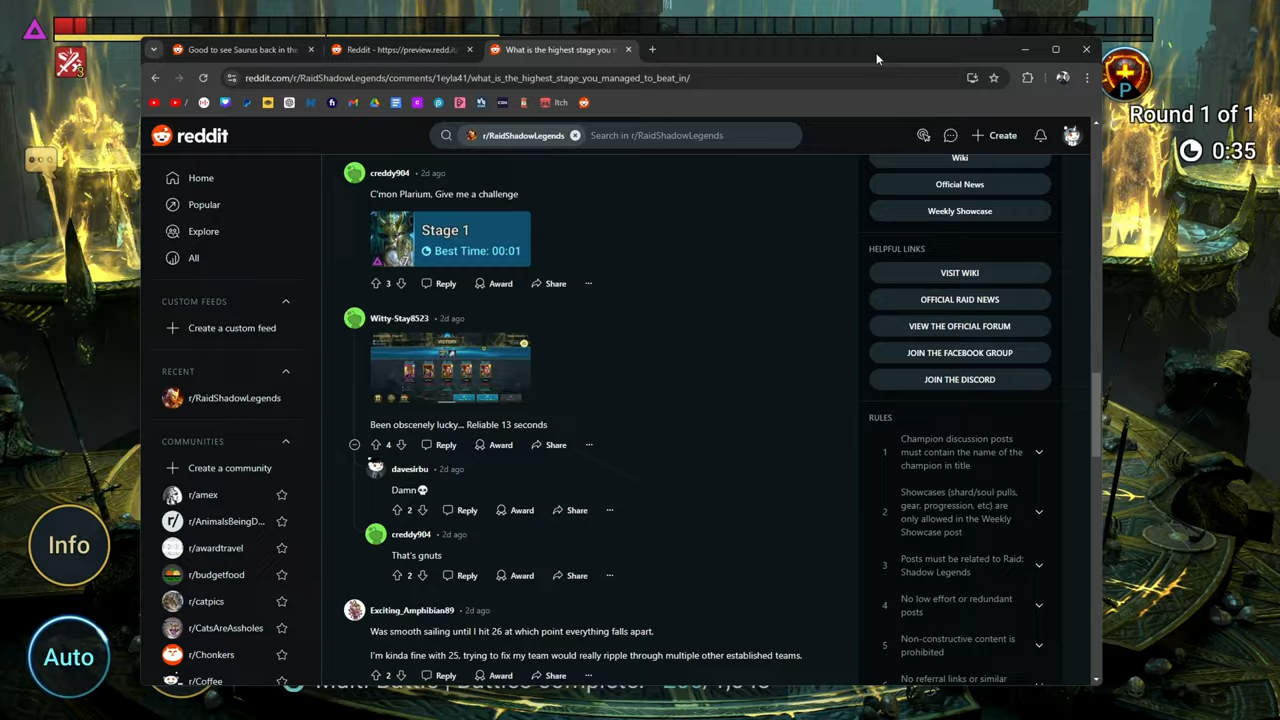 3
P
Round 1 of 1
0:35
Good to see Saurus back in the
Reddit - https://preview.redd.it
What is the highest stage you
reddit.com/r/RaidShadowLegends/comments/1eyla41/what_is_the_highest_stage_you_managed_to_beat_in/
Itch
reddit
r/RaidShadowLegends
Search in r/RaidShadowLegends
Create
Home
Popular
Explore
All
CUSTOM FEEDS
Create a custom feed
RECENT
r/RaidShadowLegends
COMMUNITIES
Create a community
r/amex
r/AnimalsBeingD...
r/awardtravel
r/budgetfood
r/catpics
r/CatsAreAssholes
r/Chonkers
r/Coffee
creddy904 · 2d ago
C'mon Plarium, Give me a challenge
Stage 1
Best Time: 00:01
3 Reply Award Share ...
Witty-Stay8523 · 2d ago
VICTORY
Been obscenely lucky... Reliable 13 seconds
4 Reply Award Share ...
davesirbu · 2d ago
Damn💀
2 Reply Award Share ...
creddy904 · 2d ago
That's gnuts
2 Reply Award Share ...
Exciting_Amphibian89 · 2d ago
Was smooth sailing until I hit 26 at which point everything falls apart.
I'm kinda fine with 25, trying to fix my team would really ripple through multiple other established teams.
2 Reply Award Share ...
Wiki
Official News
Weekly Showcase
HELPFUL LINKS
VISIT WIKI
OFFICIAL RAID NEWS
VIEW THE OFFICIAL FORUM
JOIN THE FACEBOOK GROUP
JOIN THE DISCORD
RULES
1 Champion discussion posts
must contain the name of the
champion in title
2 Showcases (shard/soul pulls,
gear, progression, etc) are
only allowed in the Weekly
Showcase post
3 Posts must be related to Raid:
Shadow Legends
4 No low effort or redundant
posts
5 Non-constructive content is
prohibited
No referral links or similar
Info
Auto